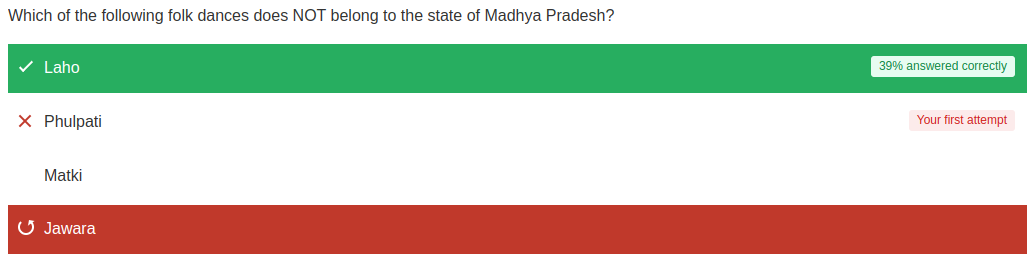 Which of the following folk dances does NOT belong to the state of Madhya Pradesh?
Laho 39% answered correctly
Phulpati Your first attempt
Matki
Jawara